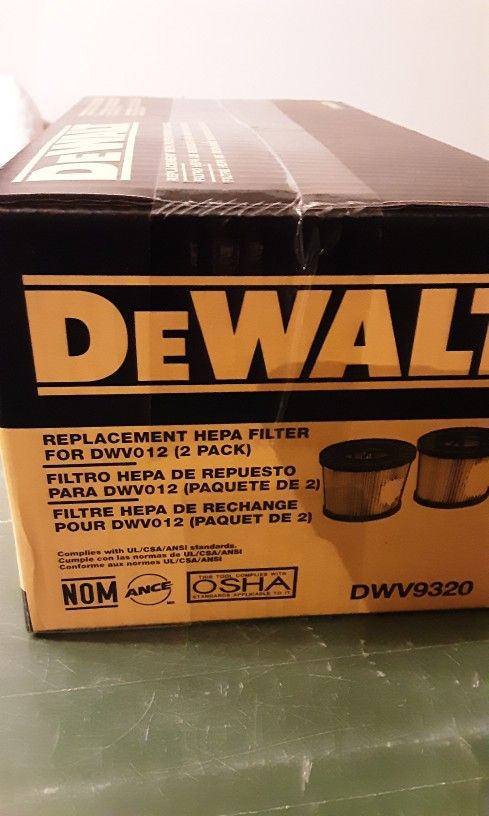 DEWALT
REPLACEMENT HEPA FILTER
DEWALT
REPLACEMENT HEPA FILTER
FOR DWV012 (2 PACK)
FILTRO HEPA DE REPUESTO
PARA DWV012 (PAQUETE DE 2)
FILTRE HEPA DE RECHANGE
POUR DWV012 (PAQUET DE 2)
Complies with UL/CSA/ANSI standards.
Cumple con las normas de UL/CSA/ANSI
Conforme aux normes UL/CSA/ANSI
NOM ANCE
THIS TOOL COMPLIES WITH
OSHA
STANDARDS APPLICABLE TO IT
DWV9320